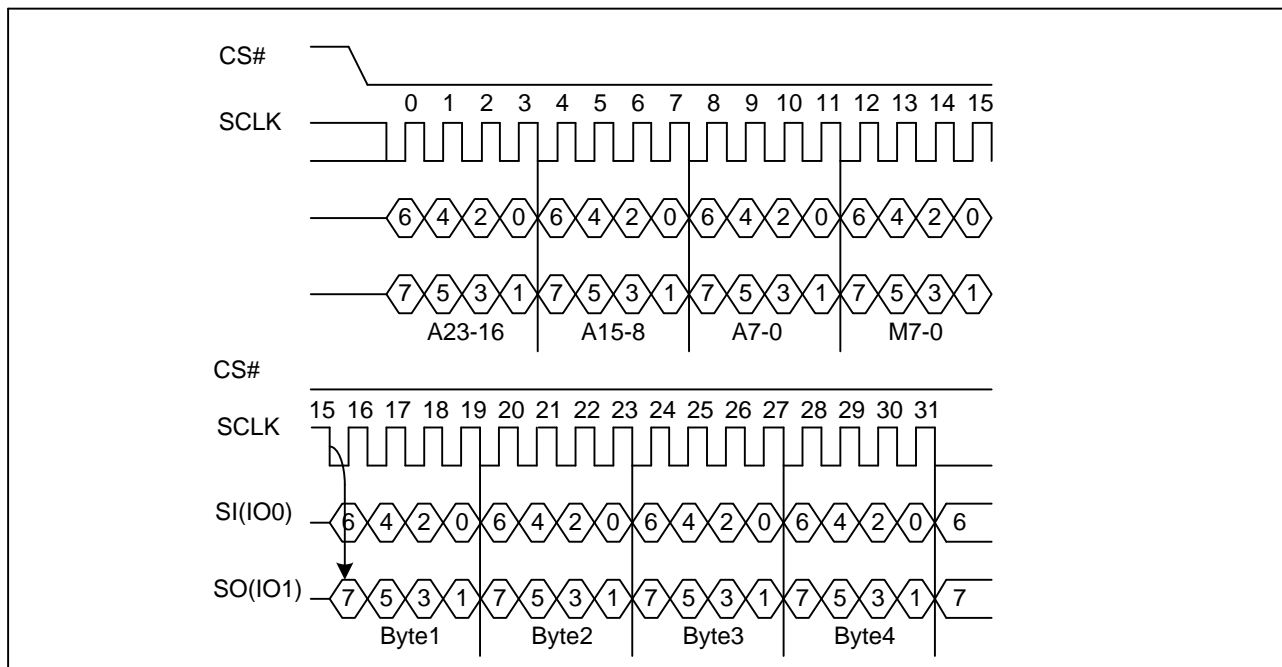 CS#
0 1 2 3 4 5 6 7 8 9 10 11 12 13 14 15
SCLK
6 4 2 0 6 4 2 0 6 4 2 0 6 4 2 0
7 5 3 1 7 5 3 1 7 5 3 1 7 5 3 1
A23-16 A15-8 A7-0 M7-0
CS#
15 16 17 18 19 20 21 22 23 24 25 26 27 28 29 30 31
SCLK
SI(IO0) 6 4 2 0 6 4 2 0 6 4 2 0 6 4 2 0 6
SO(IO1) 7 5 3 1 7 5 3 1 7 5 3 1 7 5 3 1 7
Byte1 Byte2 Byte3 Byte4